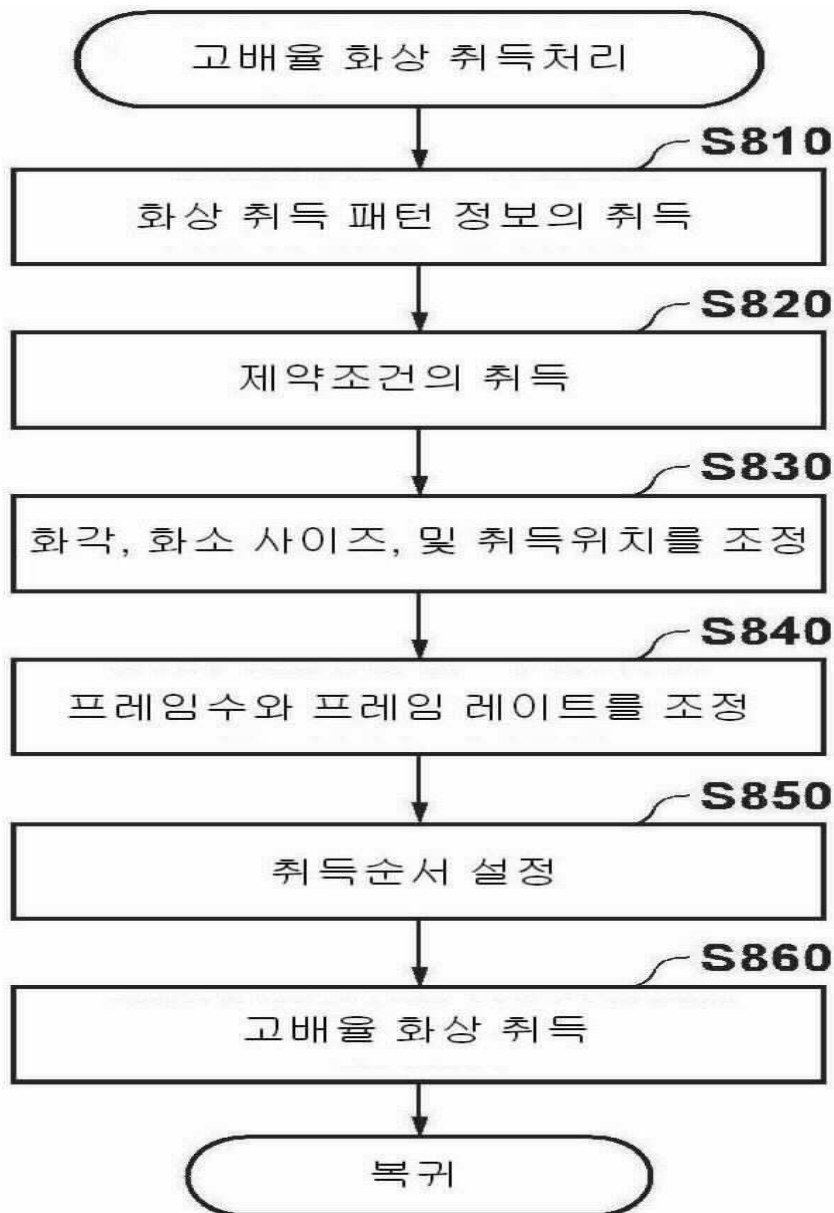 고배율 화상 취득처리
S810
화상 취득 패턴 정보의 취득
S820
제약조건의 취득
S830
화각, 화소 사이즈, 및 취득위치를 조정
S840
프레임수와 프레임 레이트를 조정
S850
취득순서 설정
S860
고배율 화상 취득
복귀